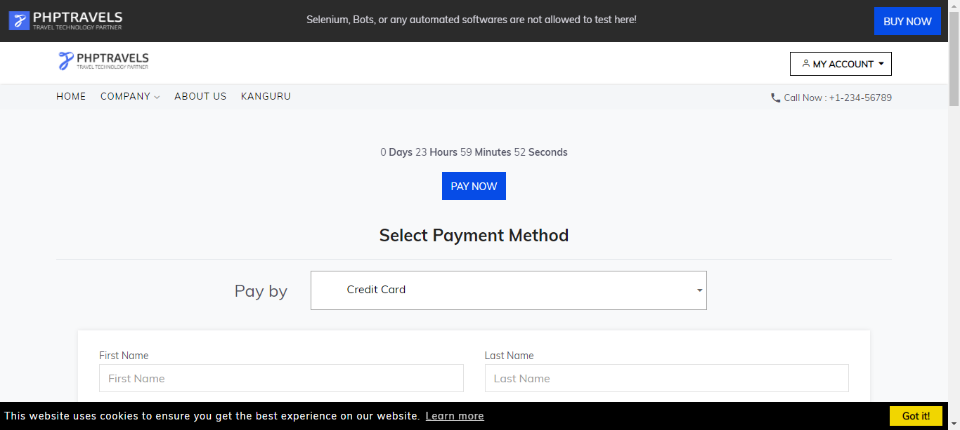 PHPTRAVELS
TRAVEL TECHNOLOGY PARTNER
Selenium, Bots, or any automated softwares are not allowed to test here!
BUY NOW
PHPTRAVELS
TRAVEL TECHNOLOGY PARTNER
MY ACCOUNT
HOME COMPANY ABOUT US KANGURU
Call Now : +1-234-56789
0 Days 23 Hours 59 Minutes 52 Seconds
PAY NOW
Select Payment Method
Pay by
Credit Card
First Name
Last Name
First Name
Last Name
This website uses cookies to ensure you get the best experience on our website. Learn more
Got it!